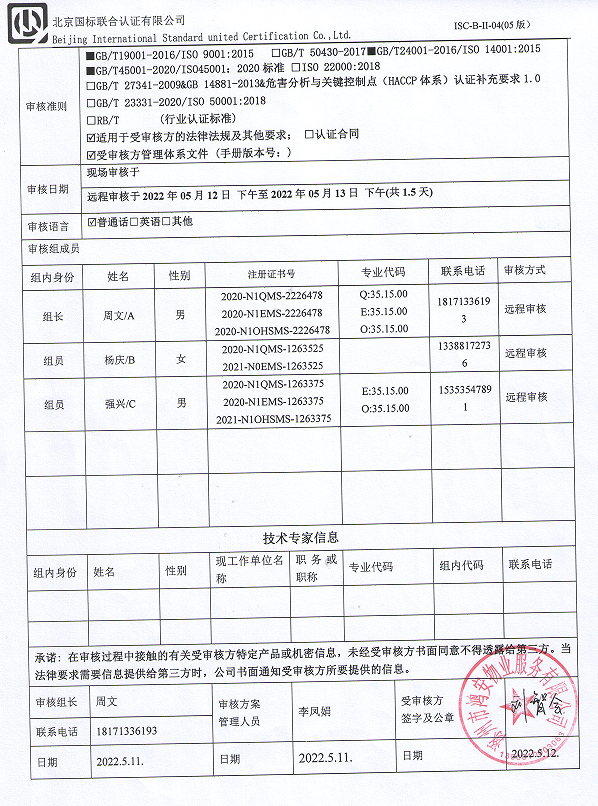 北京国标联合认证有限公司
Beijing International Standard united Certification Co.,Ltd.
ISC-B-II-04(05版)
审核准则
■GB/T19001-2016/ISO 9001:2015 □GB/T 50430-2017■GB/T24001-2016/ISO 14001:2015
■GB/T45001-2020/ISO45001：2020 标准 □ISO 22000:2018
□GB/T 27341-2009&GB 14881-2013&危害分析与关键控制点（HACCP 体系）认证补充要求 1.0
□GB/T 23331-2020/ISO 50001:2018
□RB/T （行业认证标准）
☑适用于受审核方的法律法规及其他要求； □认证合同
☑受审核方管理体系文件（手册版本号：）
审核日期
现场审核于
远程审核于 2022 年 05 月 12 日 下午至 2022 年 05 月 13 日 下午(共 1.5 天)
审核语言
☑普通话□英语□其他
审核组成员
组内身份 姓名 性别 注册证书号 专业代码 联系电话 审核方式
组长 周文/A 男 2020-N1QMS-2226478 Q:35.15.00 1817133619 远程审核
2020-N1EMS-2226478 E:35.15.00 3
2020-N1OHSMS-2226478 O:35.15.00
组员 杨庆/B 女 2020-N1QMS-1263525 1338817273 远程审核
2021-N0EMS-1263525 6
组员 强兴/C 男 2020-N1QMS-1263375 E:35.15.00 1535354789 远程审核
2020-N1EMS-1263375 O:35.15.00 1
2021-N1OHSMS-1263375
技术专家信息
组内身份 姓名 性别 现工作单位名 职 务 或 专业代码 组内代码 联系电话
称 职称
承诺：在审核过程中接触的有关受审核方特定产品或机密信息，未经受审核方书面同意不得透露给第三方。当
法律要求需要信息提供给第三方时，公司书面通知受审核方所要提供的信息。
审核组长 周文 审核方案 李凤娟 受审核方
管理人员 签字及公章
联系电话 18171336193
日期 2022.5.11. 日期 2022.5.11. 日期 2022.5.12.
州市鸿安物业服务有限公司